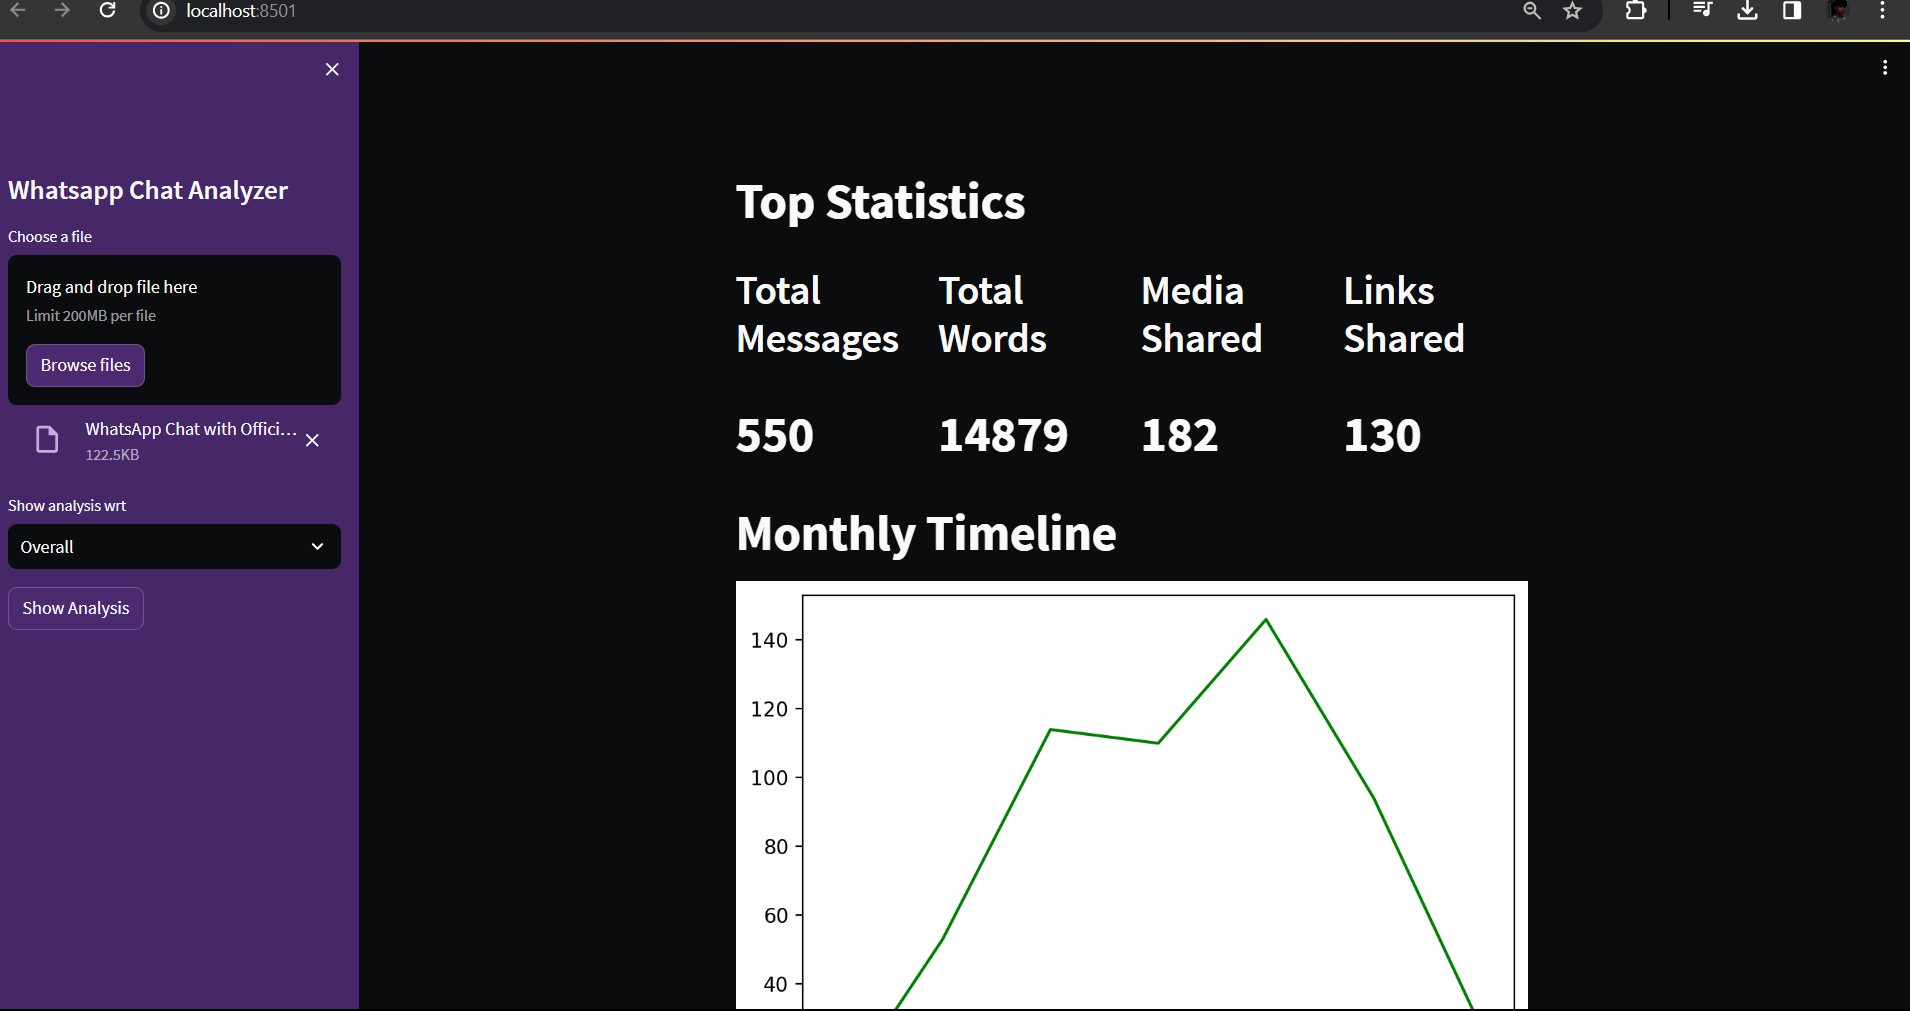 localhost:8501
Whatsapp Chat Analyzer
Choose a file
Drag and drop file here
Limit 200MB per file
Browse files
WhatsApp Chat with Offici...
122.5KB
Show analysis wrt
Overall
Show Analysis
Top Statistics
Total Messages
Total Words
Media Shared
Links Shared
550
14879
182
130
Monthly Timeline
140
120
100
80
60
40